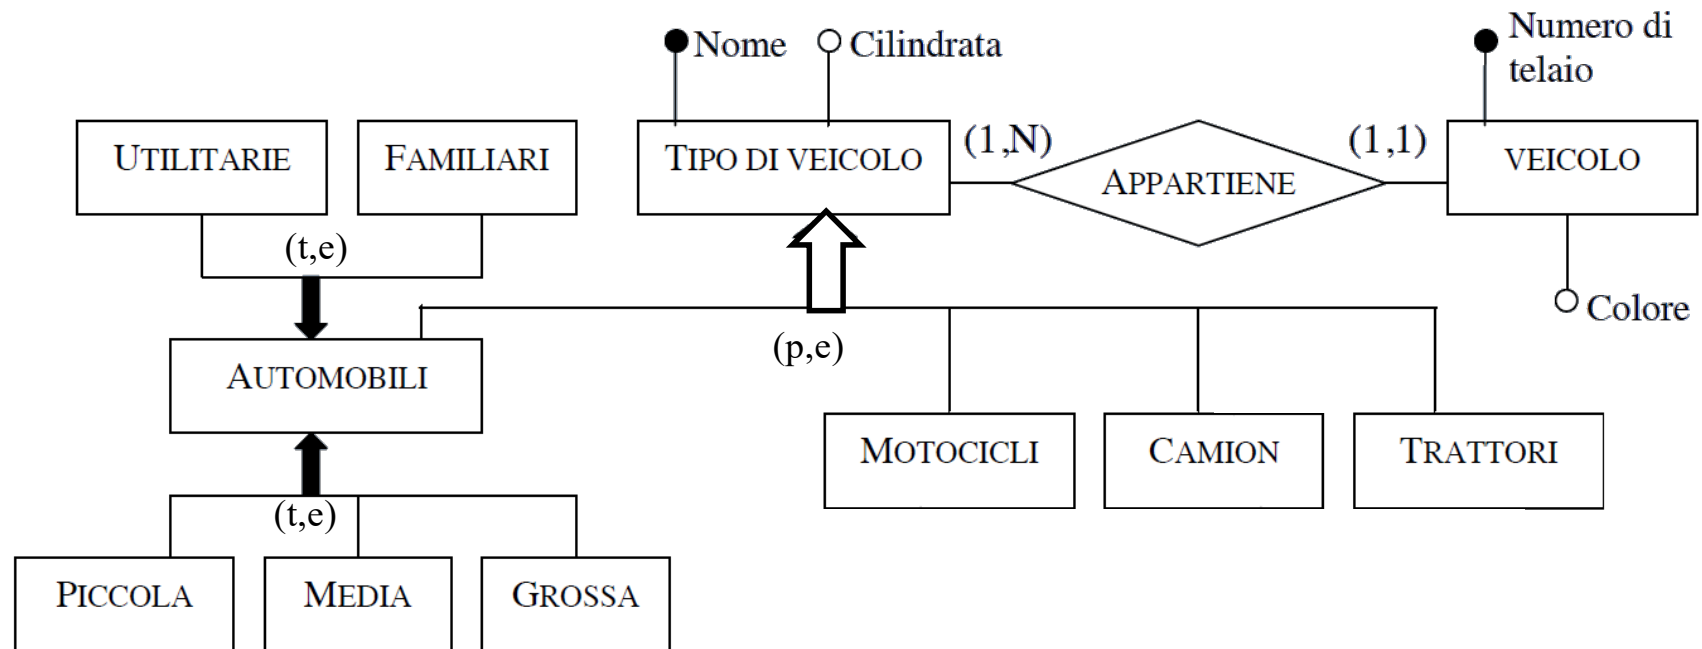 Nome
Cilindrata
Numero di
telaio
UTILITARIE
FAMILIARI
TIPO DI VEICOLO
(1,N)
APPARTIENE
(1,1)
VEICOLO
(t,e)
Colore
(p,e)
AUTOMOBILI
MOTOCICLI
CAMION
TRATTORI
(t,e)
PICCOLA
MEDIA
GROSSA